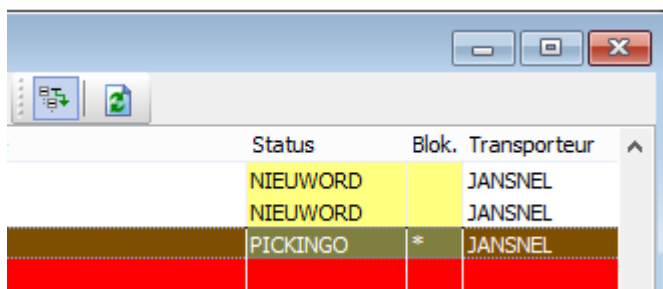 Status Blok. Transporteur
NIEUWORD JANSNEL
NIEUWORD JANSNEL
PICKINGO * JANSNEL